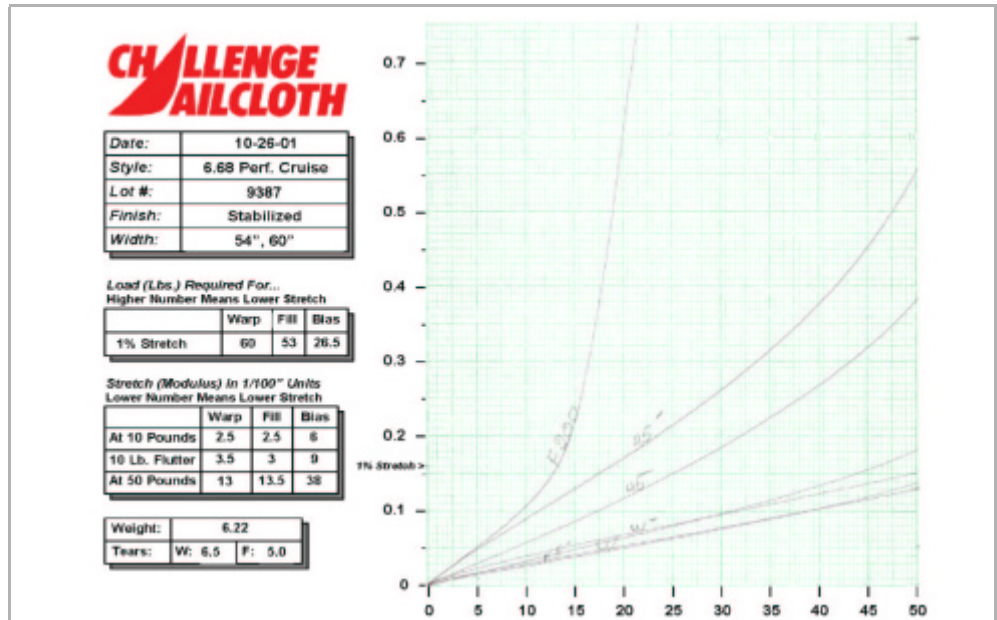 CHALLENGE
SAILCLOTH
Date: 10-26-01
Style: 6.68 Perf. Cruise
Lot #: 9387
Finish: Stabilized
Width: 54", 60"
Load (Lbs.) Required For...
Higher Number Means Lower Stretch
Warp Fill Bias
1% Stretch 60 53 26.5
Stretch (Modulus) In 1/100" Units
Lower Number Means Lower Stretch
Warp Fill Bias
At 10 Pounds 2.5 2.5 6
10 Lb. Flutter 3.5 3 9
At 50 Pounds 13 13.5 38
Weight: 6.22
Tears: W: 6.5 F: 5.0
0.7
0.6
0.5
0.4
0.3
0.2
1% Stretch >
0.1
0
0 5 10 15 20 25 30 35 40 45 50